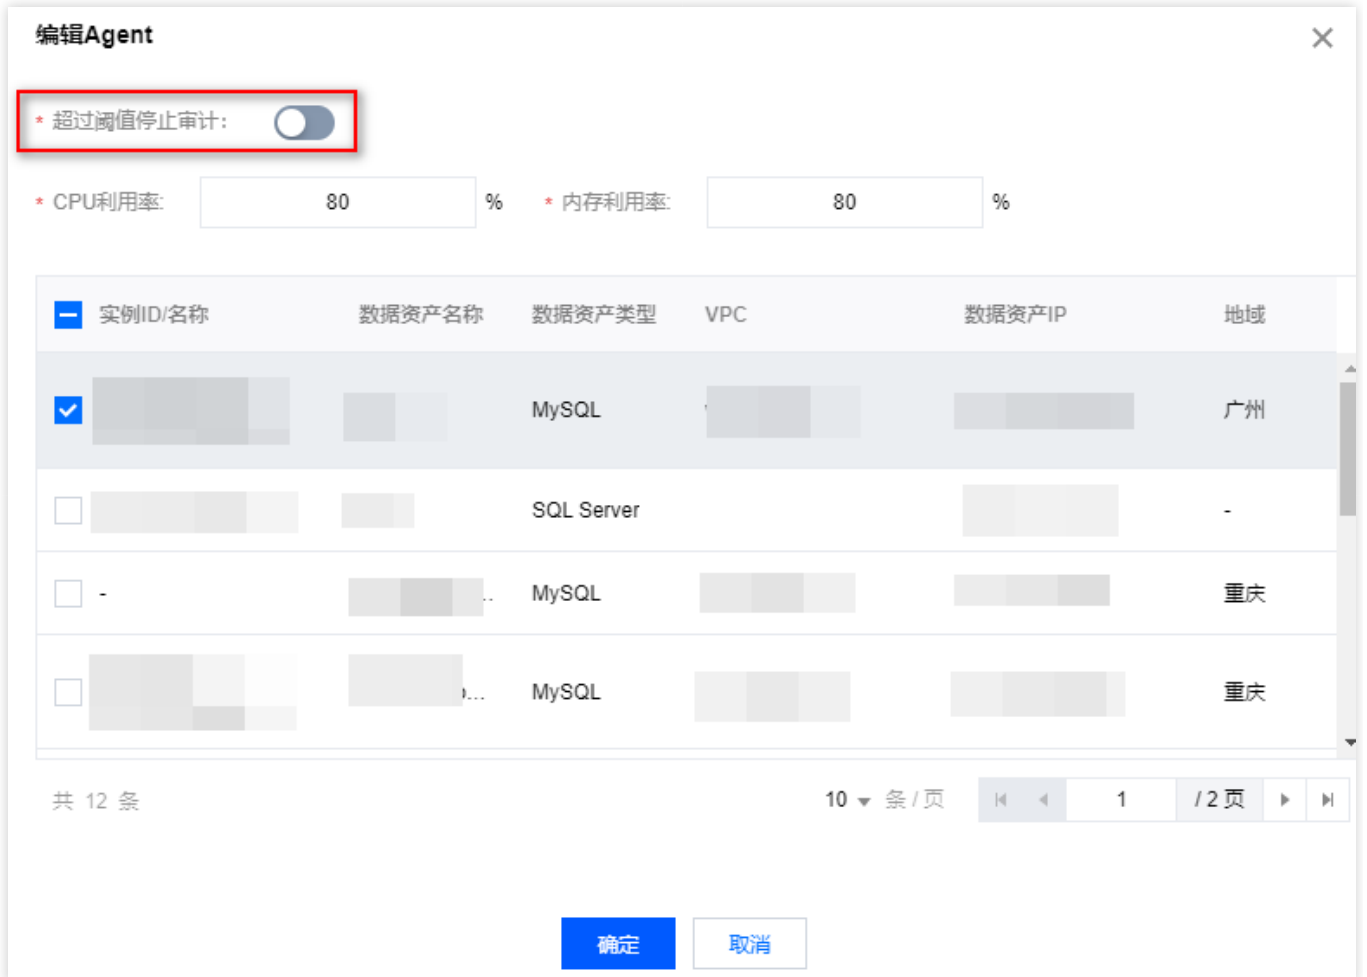 编辑Agent
* 超过阈值停止审计：
* CPU利用率: 80 % * 内存利用率: 80 %
实例ID/名称 数据资产名称 数据资产类型 VPC 数据资产IP 地域
MySQL 广州
SQL Server -
- .. MySQL 重庆
... MySQL 重庆
共 12 条 10 条 / 页 1 / 2 页
确定 取消